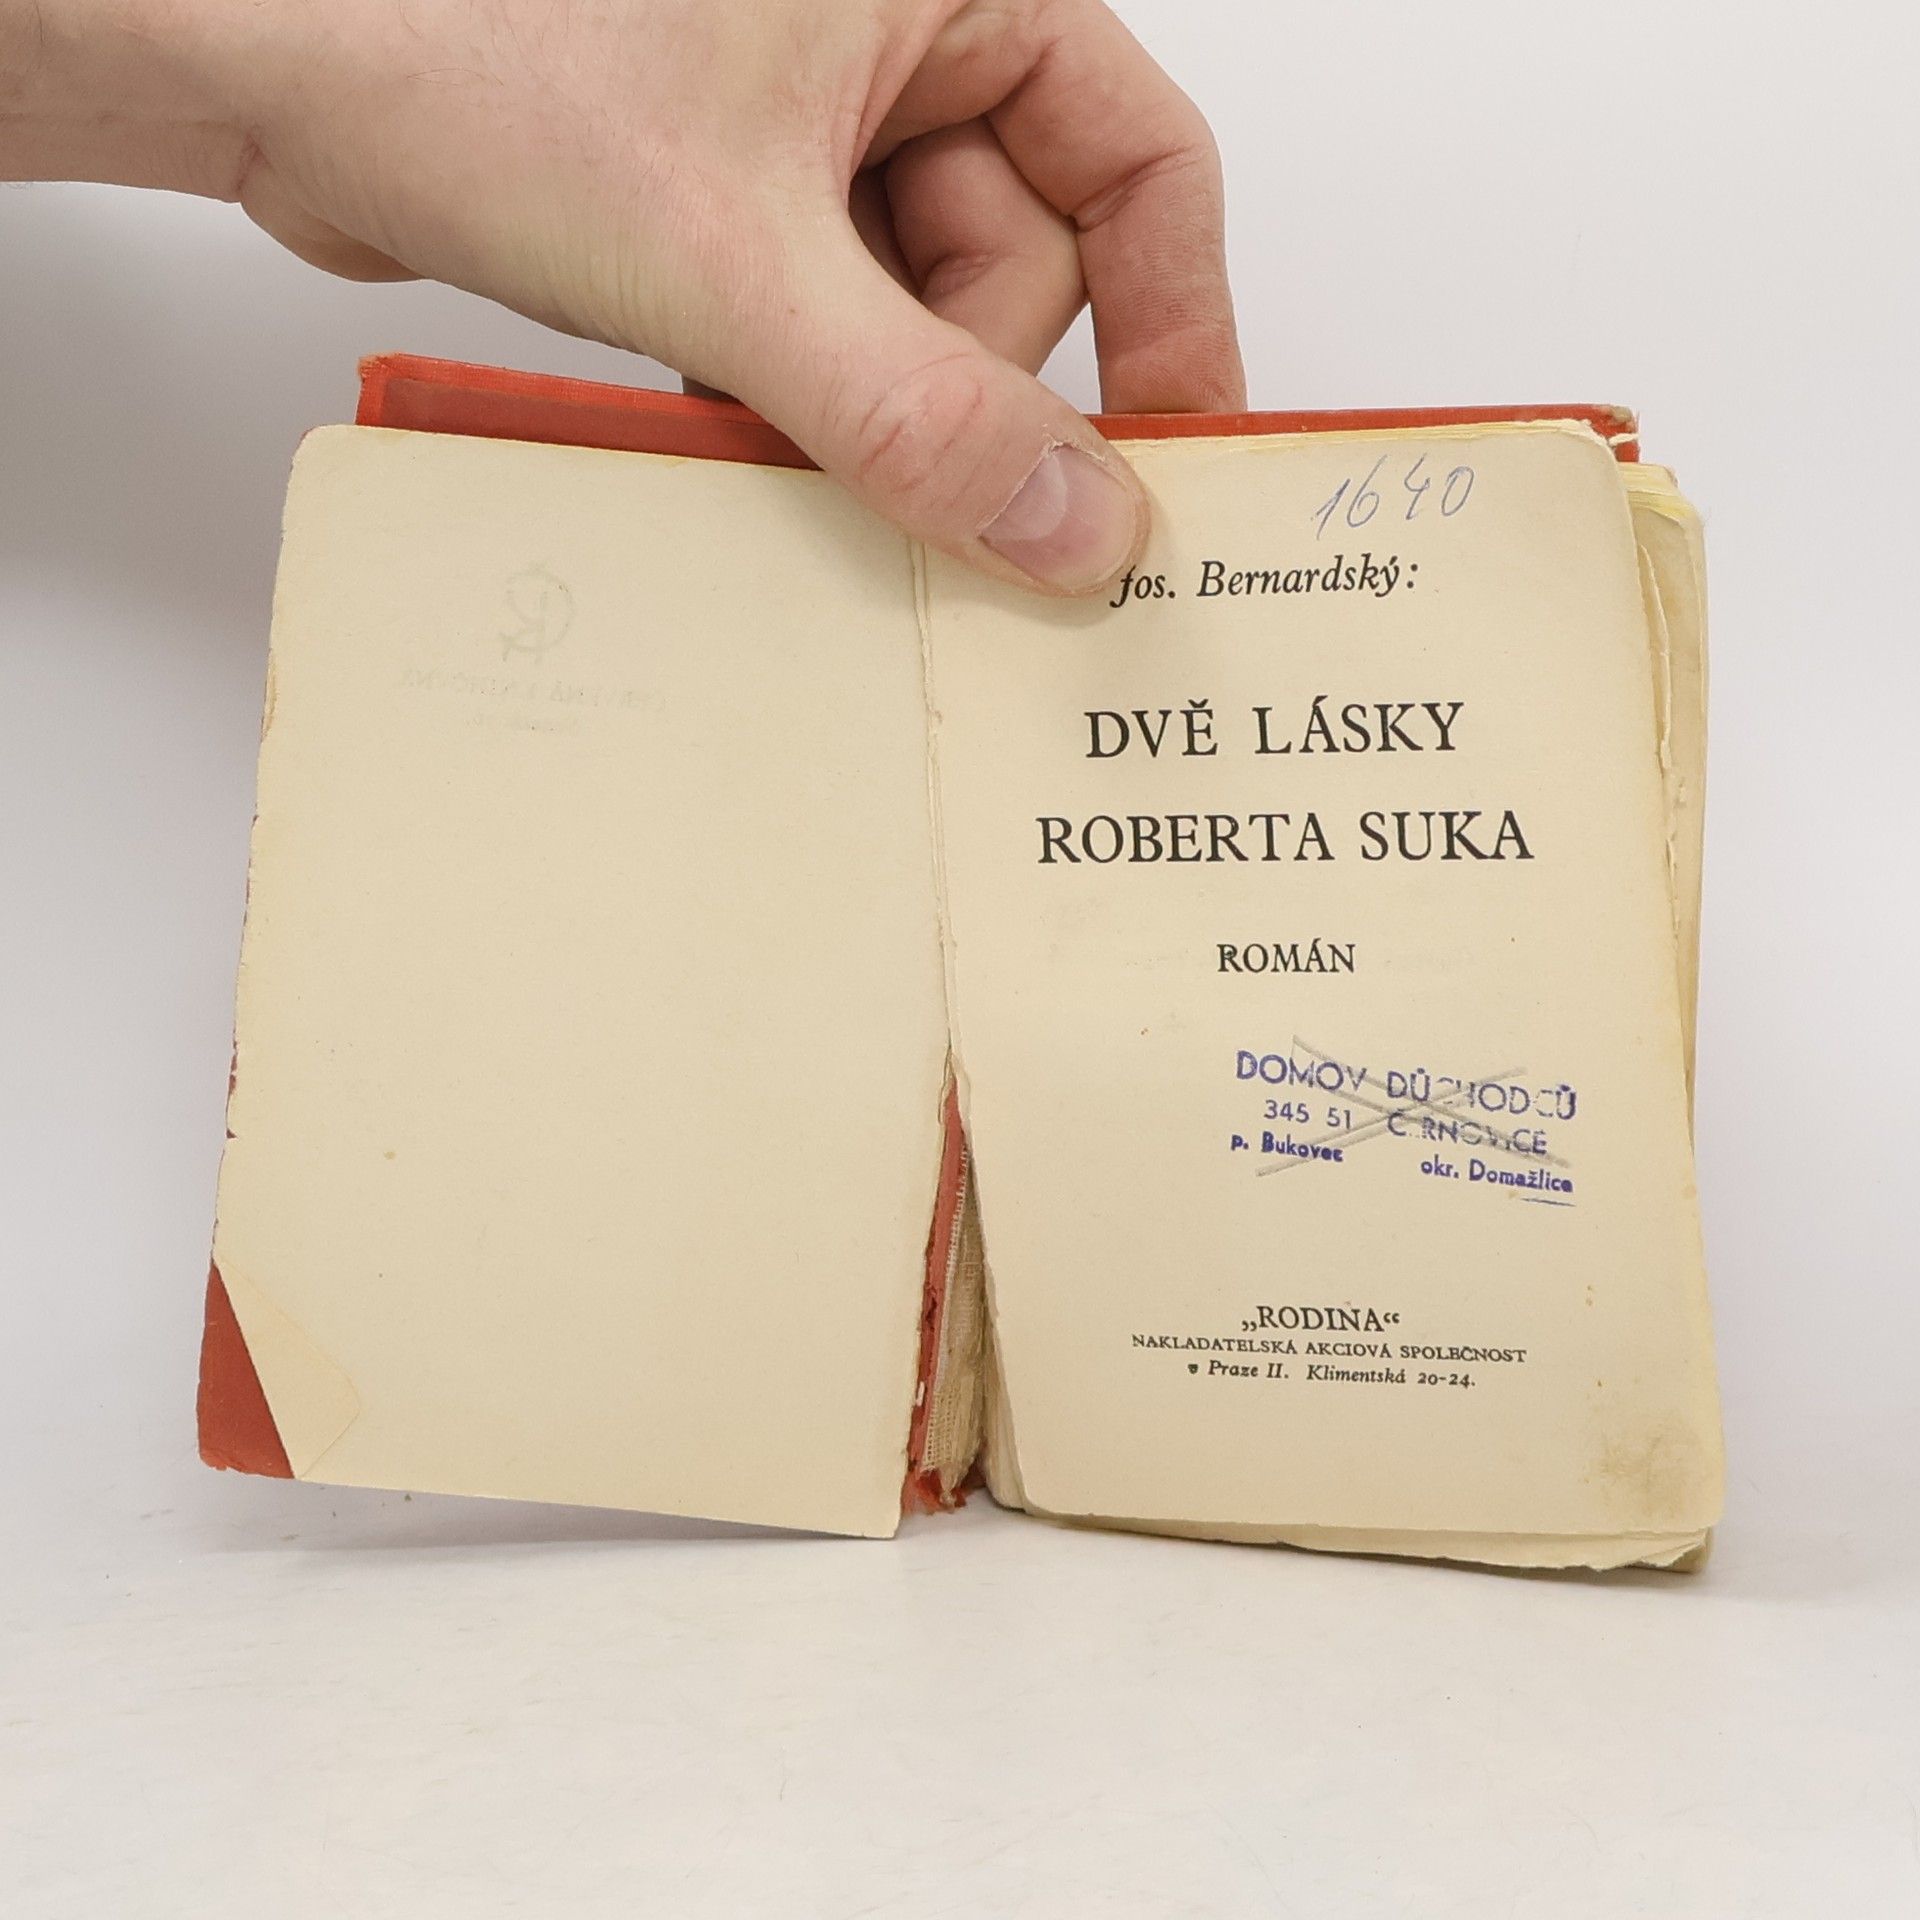 1640
Jos. Bernardský:
DVĚ LÁSKY
ROBERTA SUKA
ROMÁN
DOMOV DŮCHODCŮ
345 51 ČERNOVICE
p. Bukovec okr. Domažlice
„RODINA“
NAKLADATELSKÁ AKCIOVÁ SPOLEČNOST
v Praze II. Klimentská 20-24.